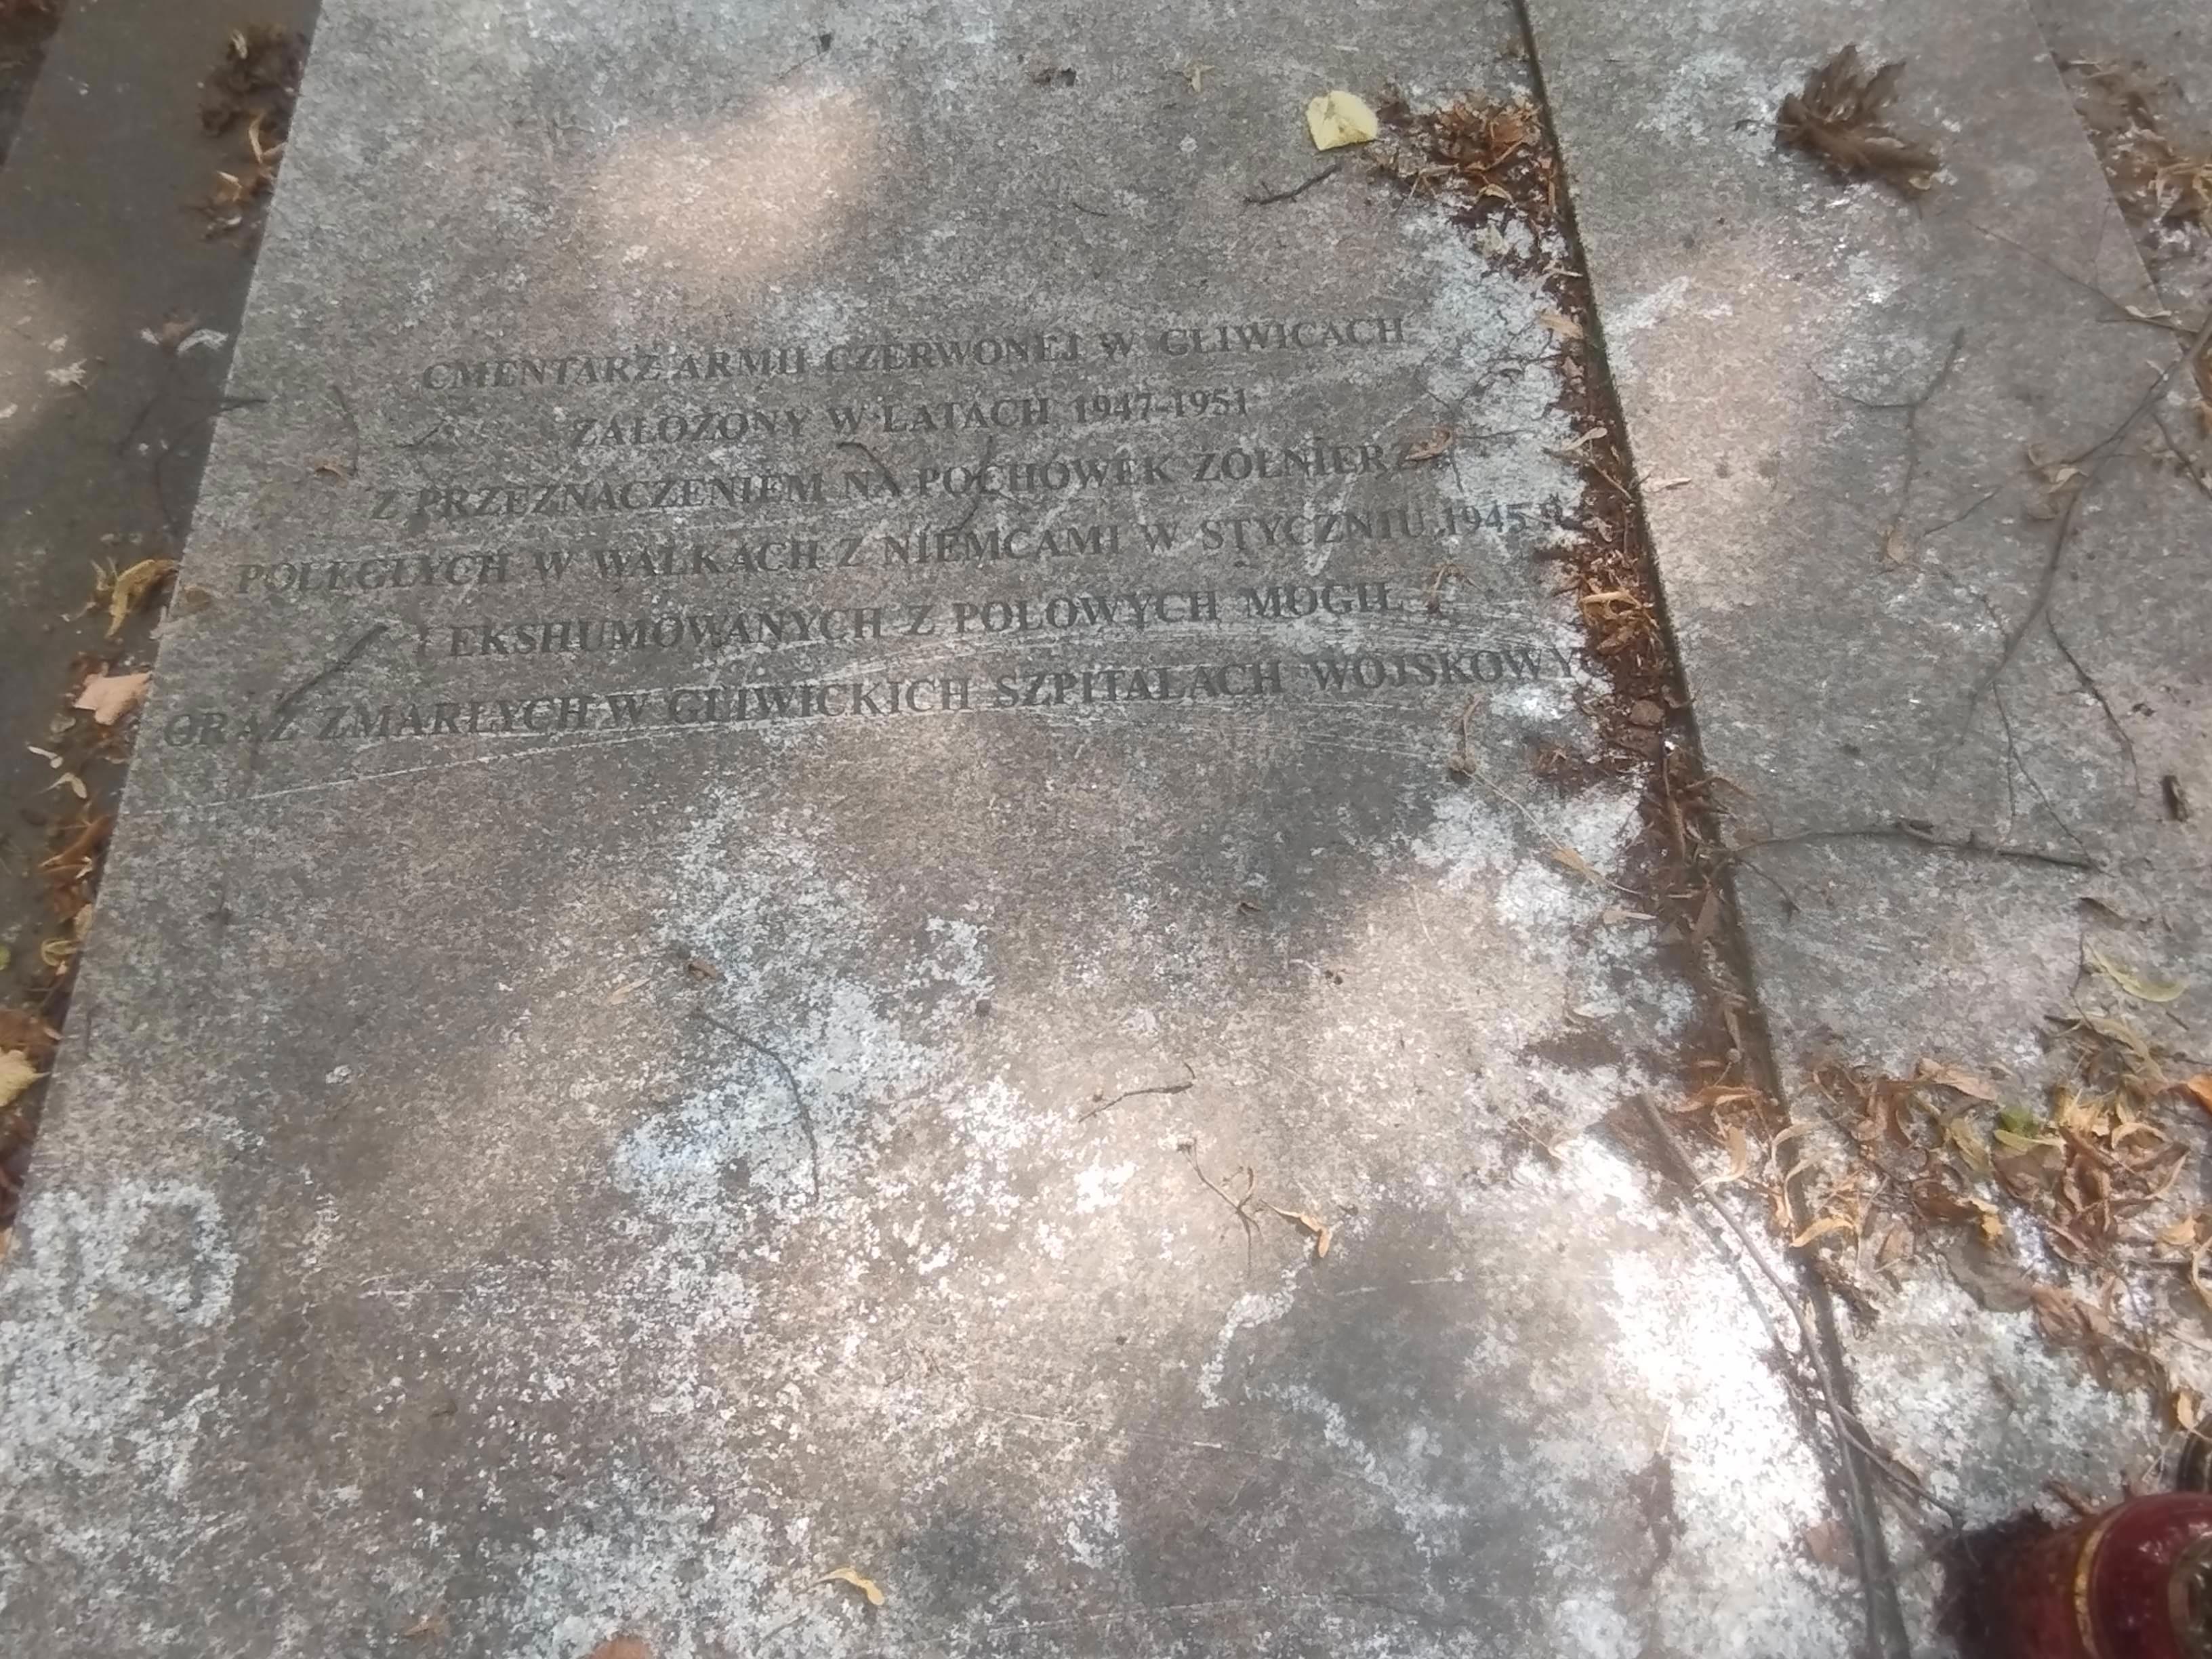 CMENTARZ ARMII CZERWONEJ W GLIWICACH
ZAŁOŻONY W LATACH 1947-1951
Z PRZEZNACZENIEM NA POCHÓWEK ŻOŁNIERZY
POLEGŁYCH W WALKACH Z NIEMCAMI W STYCZNIU 1945
I EKSHUMOWANYCH Z POLOWYCH MOGIŁ
ORAZ ZMARŁYCH W GLIWICKICH SZPITALACH WOJSKOWY